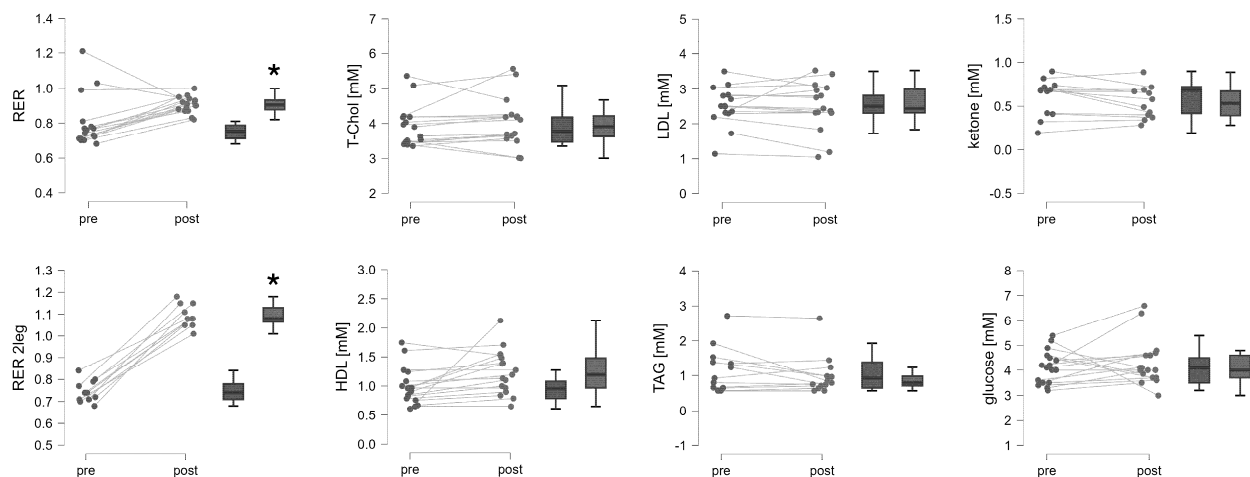 RER
1.4
1.2
1.0
0.8
0.6
0.4
pre
post
*
T-Chol [mM]
7
6
5
4
3
2
pre
post
LDL [mM]
5
4
3
2
1
0
pre
post
ketone [mM]
1.5
1.0
0.5
0.0
-0.5
pre
post
RER 2leg
1.3
1.2
1.1
1.0
0.9
0.8
0.7
0.6
0.5
pre
post
*
HDL [mM]
3.0
2.5
2.0
1.5
1.0
0.5
0.0
pre
post
TAG [mM]
4
3
2
1
0
-1
pre
post
glucose [mM]
8
7
6
5
4
3
2
1
pre
post